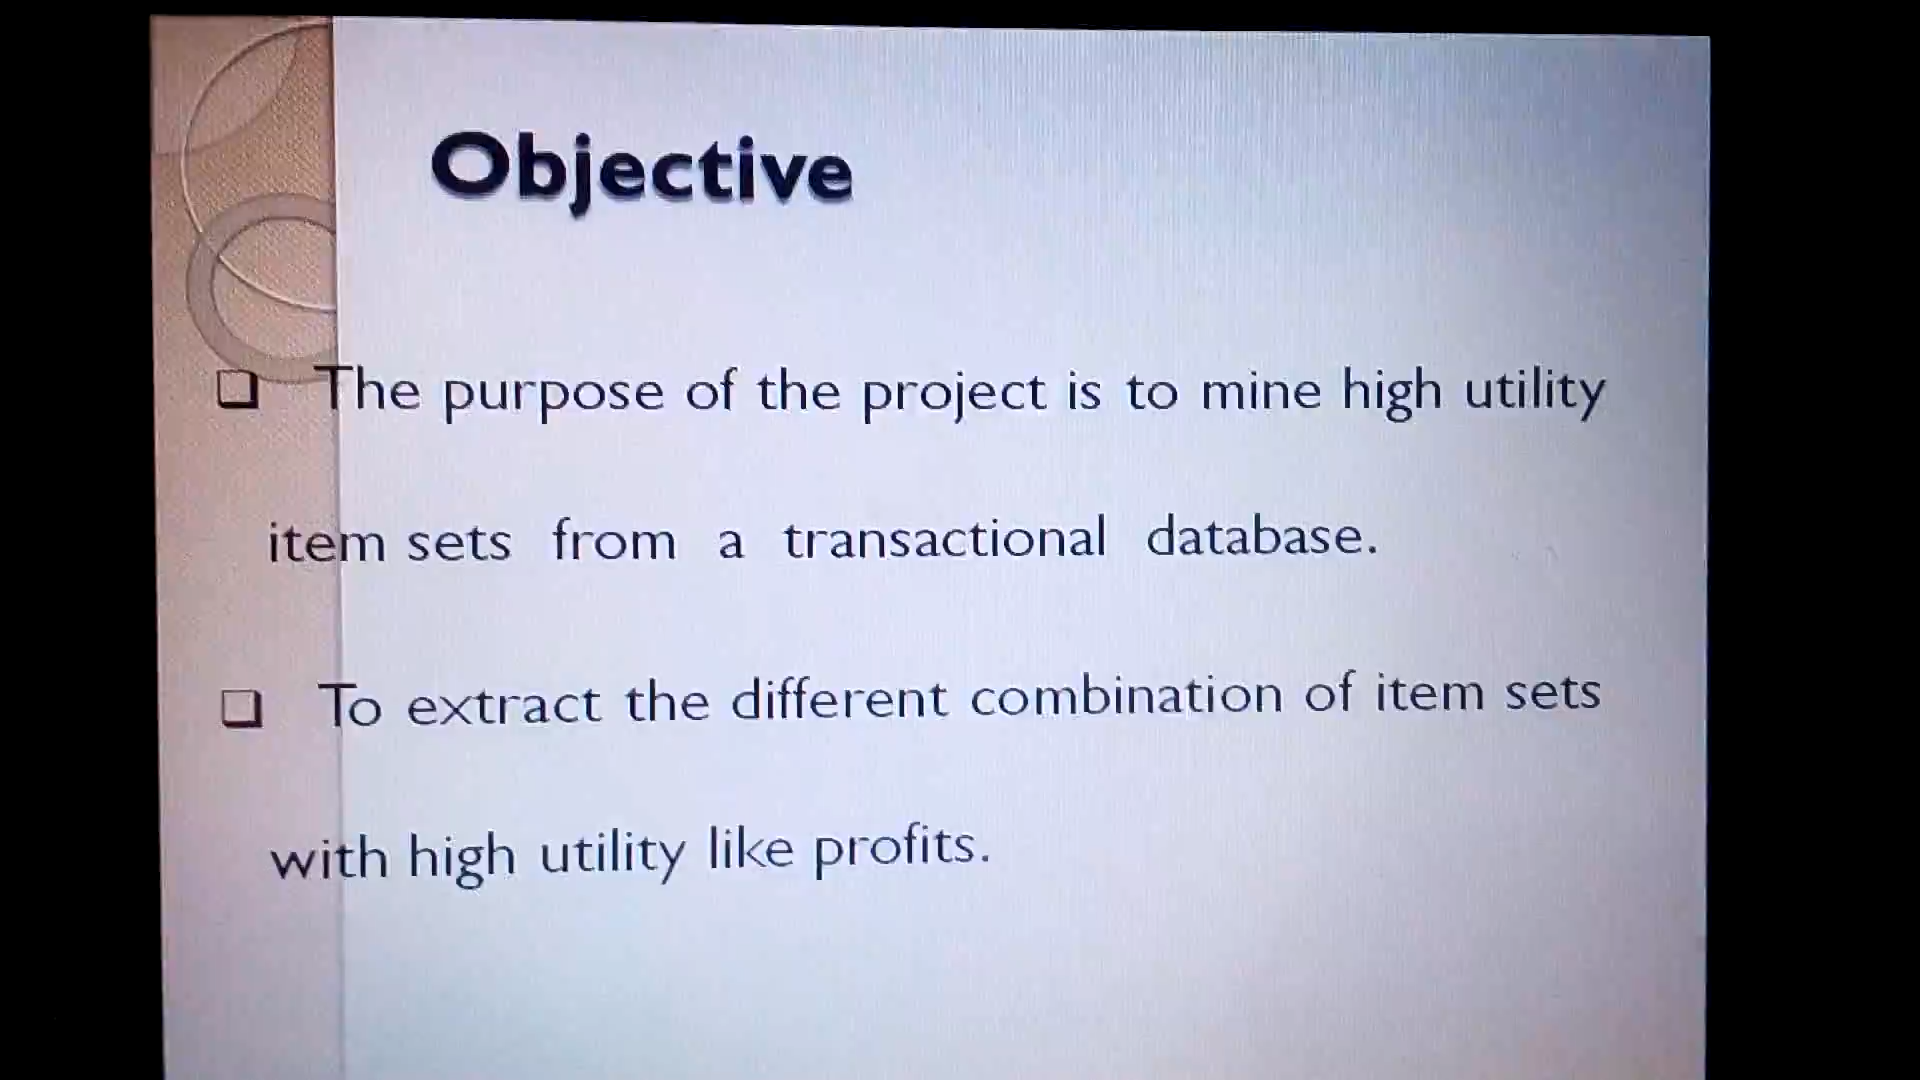 Objective
❑ The purpose of the project is to mine high utility
item sets from a transactional database.
❑ To extract the different combination of item sets
with high utility like profits.